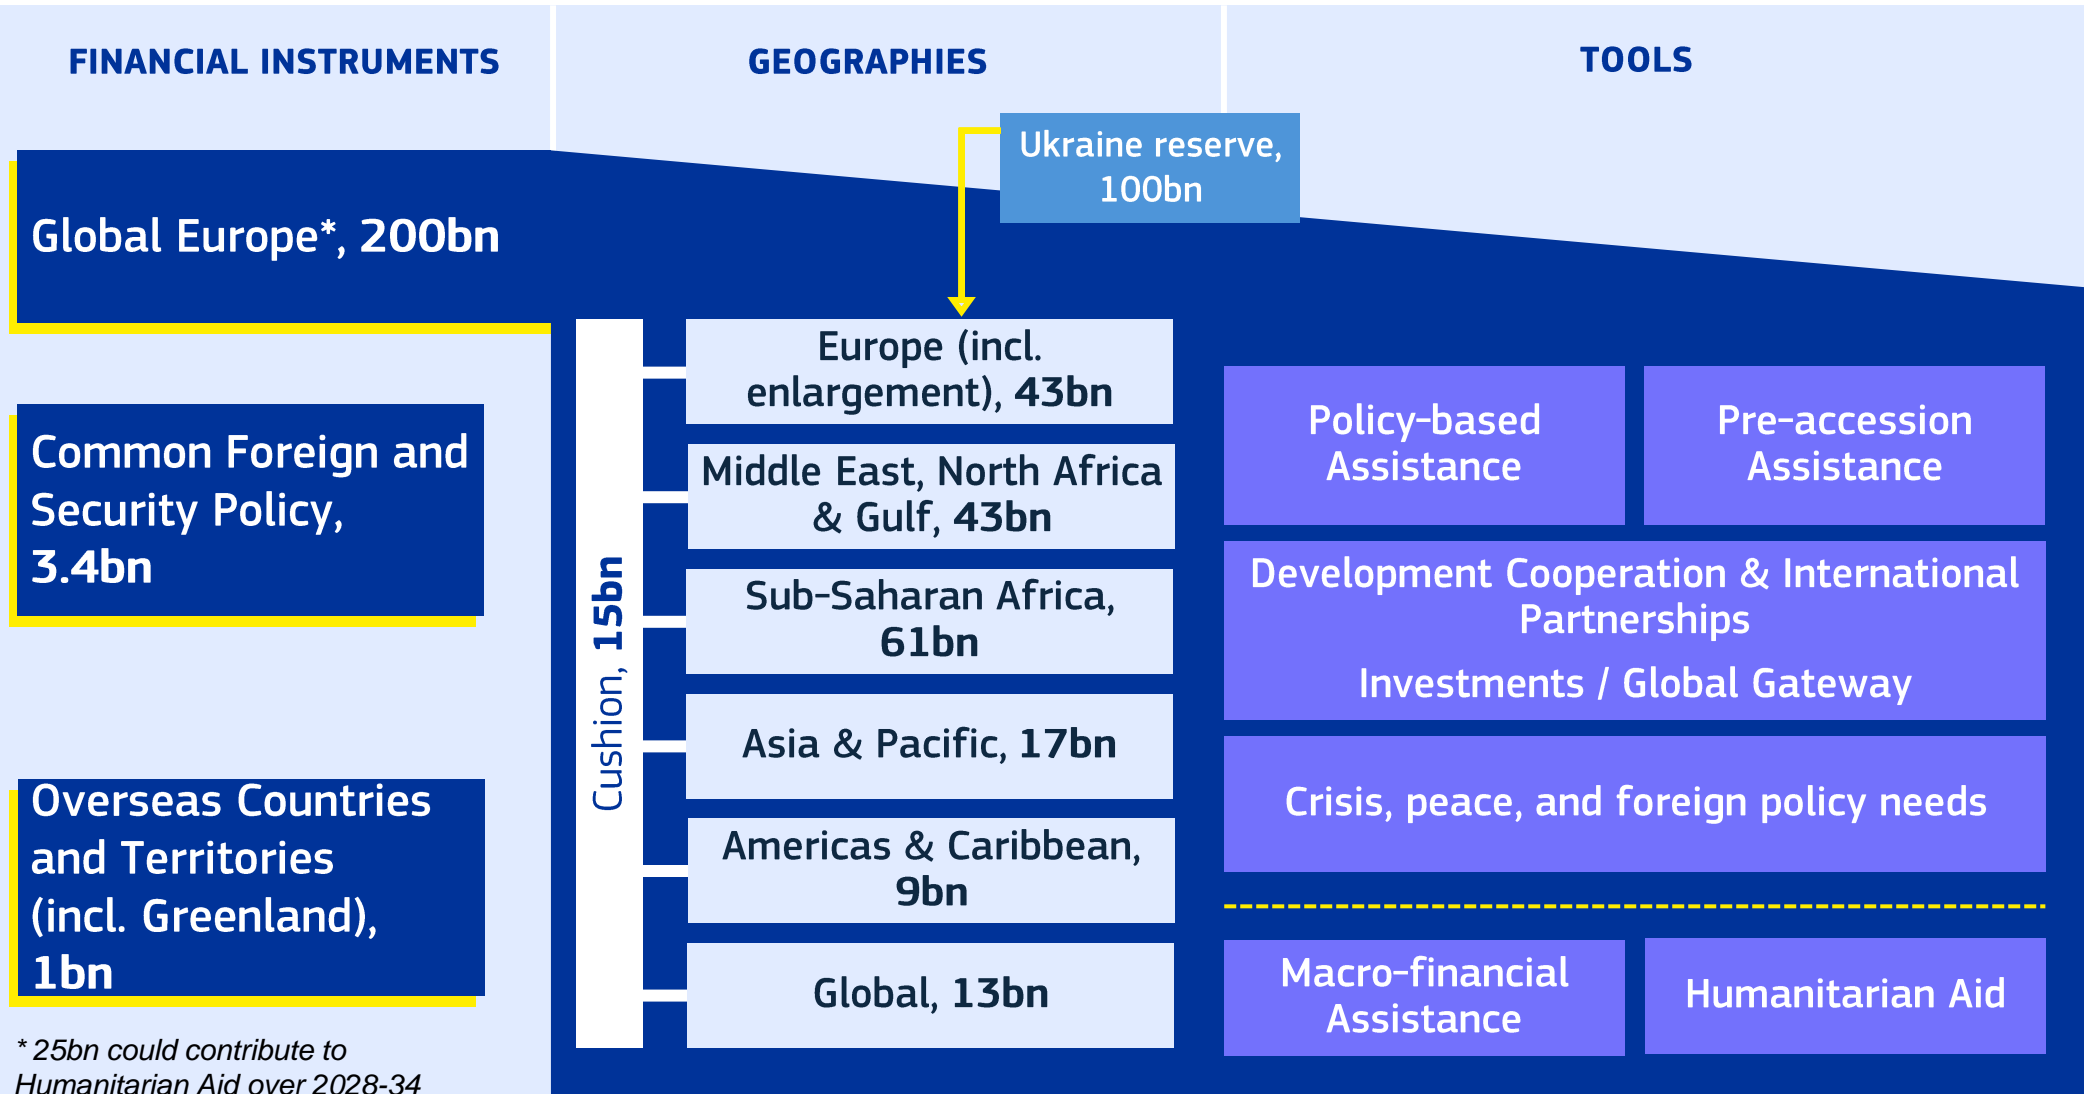 FINANCIAL INSTRUMENTS
GEOGRAPHIES
TOOLS
Ukraine reserve,
100bn
Global Europe*, 200bn
Common Foreign and
Security Policy,
3.4bn
Overseas Countries
and Territories
(incl. Greenland),
1bn
* 25bn could contribute to
Humanitarian Aid over 2028-34
Cushion, 15bn
Europe (incl.
enlargement), 43bn
Middle East, North Africa
& Gulf, 43bn
Sub-Saharan Africa,
61bn
Asia & Pacific, 17bn
Americas & Caribbean,
9bn
Global, 13bn
Policy-based
Assistance
Pre-accession
Assistance
Development Cooperation & International
Partnerships
Investments / Global Gateway
Crisis, peace, and foreign policy needs
Macro-financial
Assistance
Humanitarian Aid